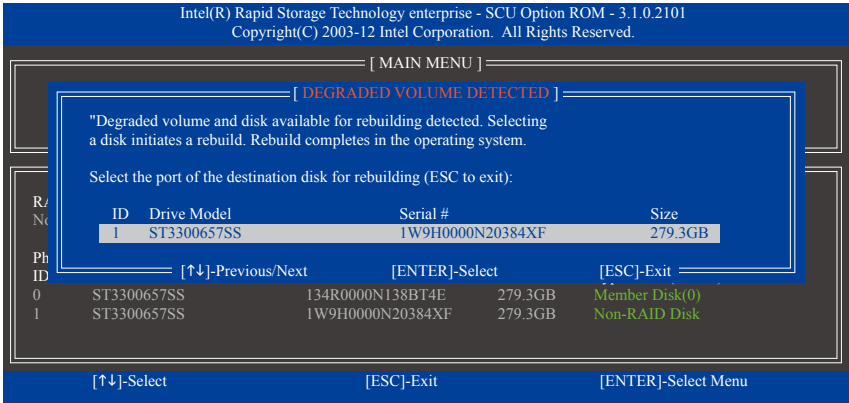 Intel(R) Rapid Storage Technology enterprise - SCU Option ROM - 3.1.0.2101
Copyright(C) 2003-12 Intel Corporation. All Rights Reserved.
[ MAIN MENU ]
[ DEGRADED VOLUME DETECTED ]
"Degraded volume and disk available for rebuilding detected. Selecting
a disk initiates a rebuild. Rebuild completes in the operating system.
Select the port of the destination disk for rebuilding (ESC to exit):
ID Drive Model Serial # Size
1 ST3300657SS 1W9H0000N20384XF 279.3GB
[↑↓]-Previous/Next [ENTER]-Select [ESC]-Exit
ID
0 ST3300657SS 134R0000N138BT4E 279.3GB Member Disk(0)
1 ST3300657SS 1W9H0000N20384XF 279.3GB Non-RAID Disk
[↑↓]-Select [ESC]-Exit [ENTER]-Select Menu